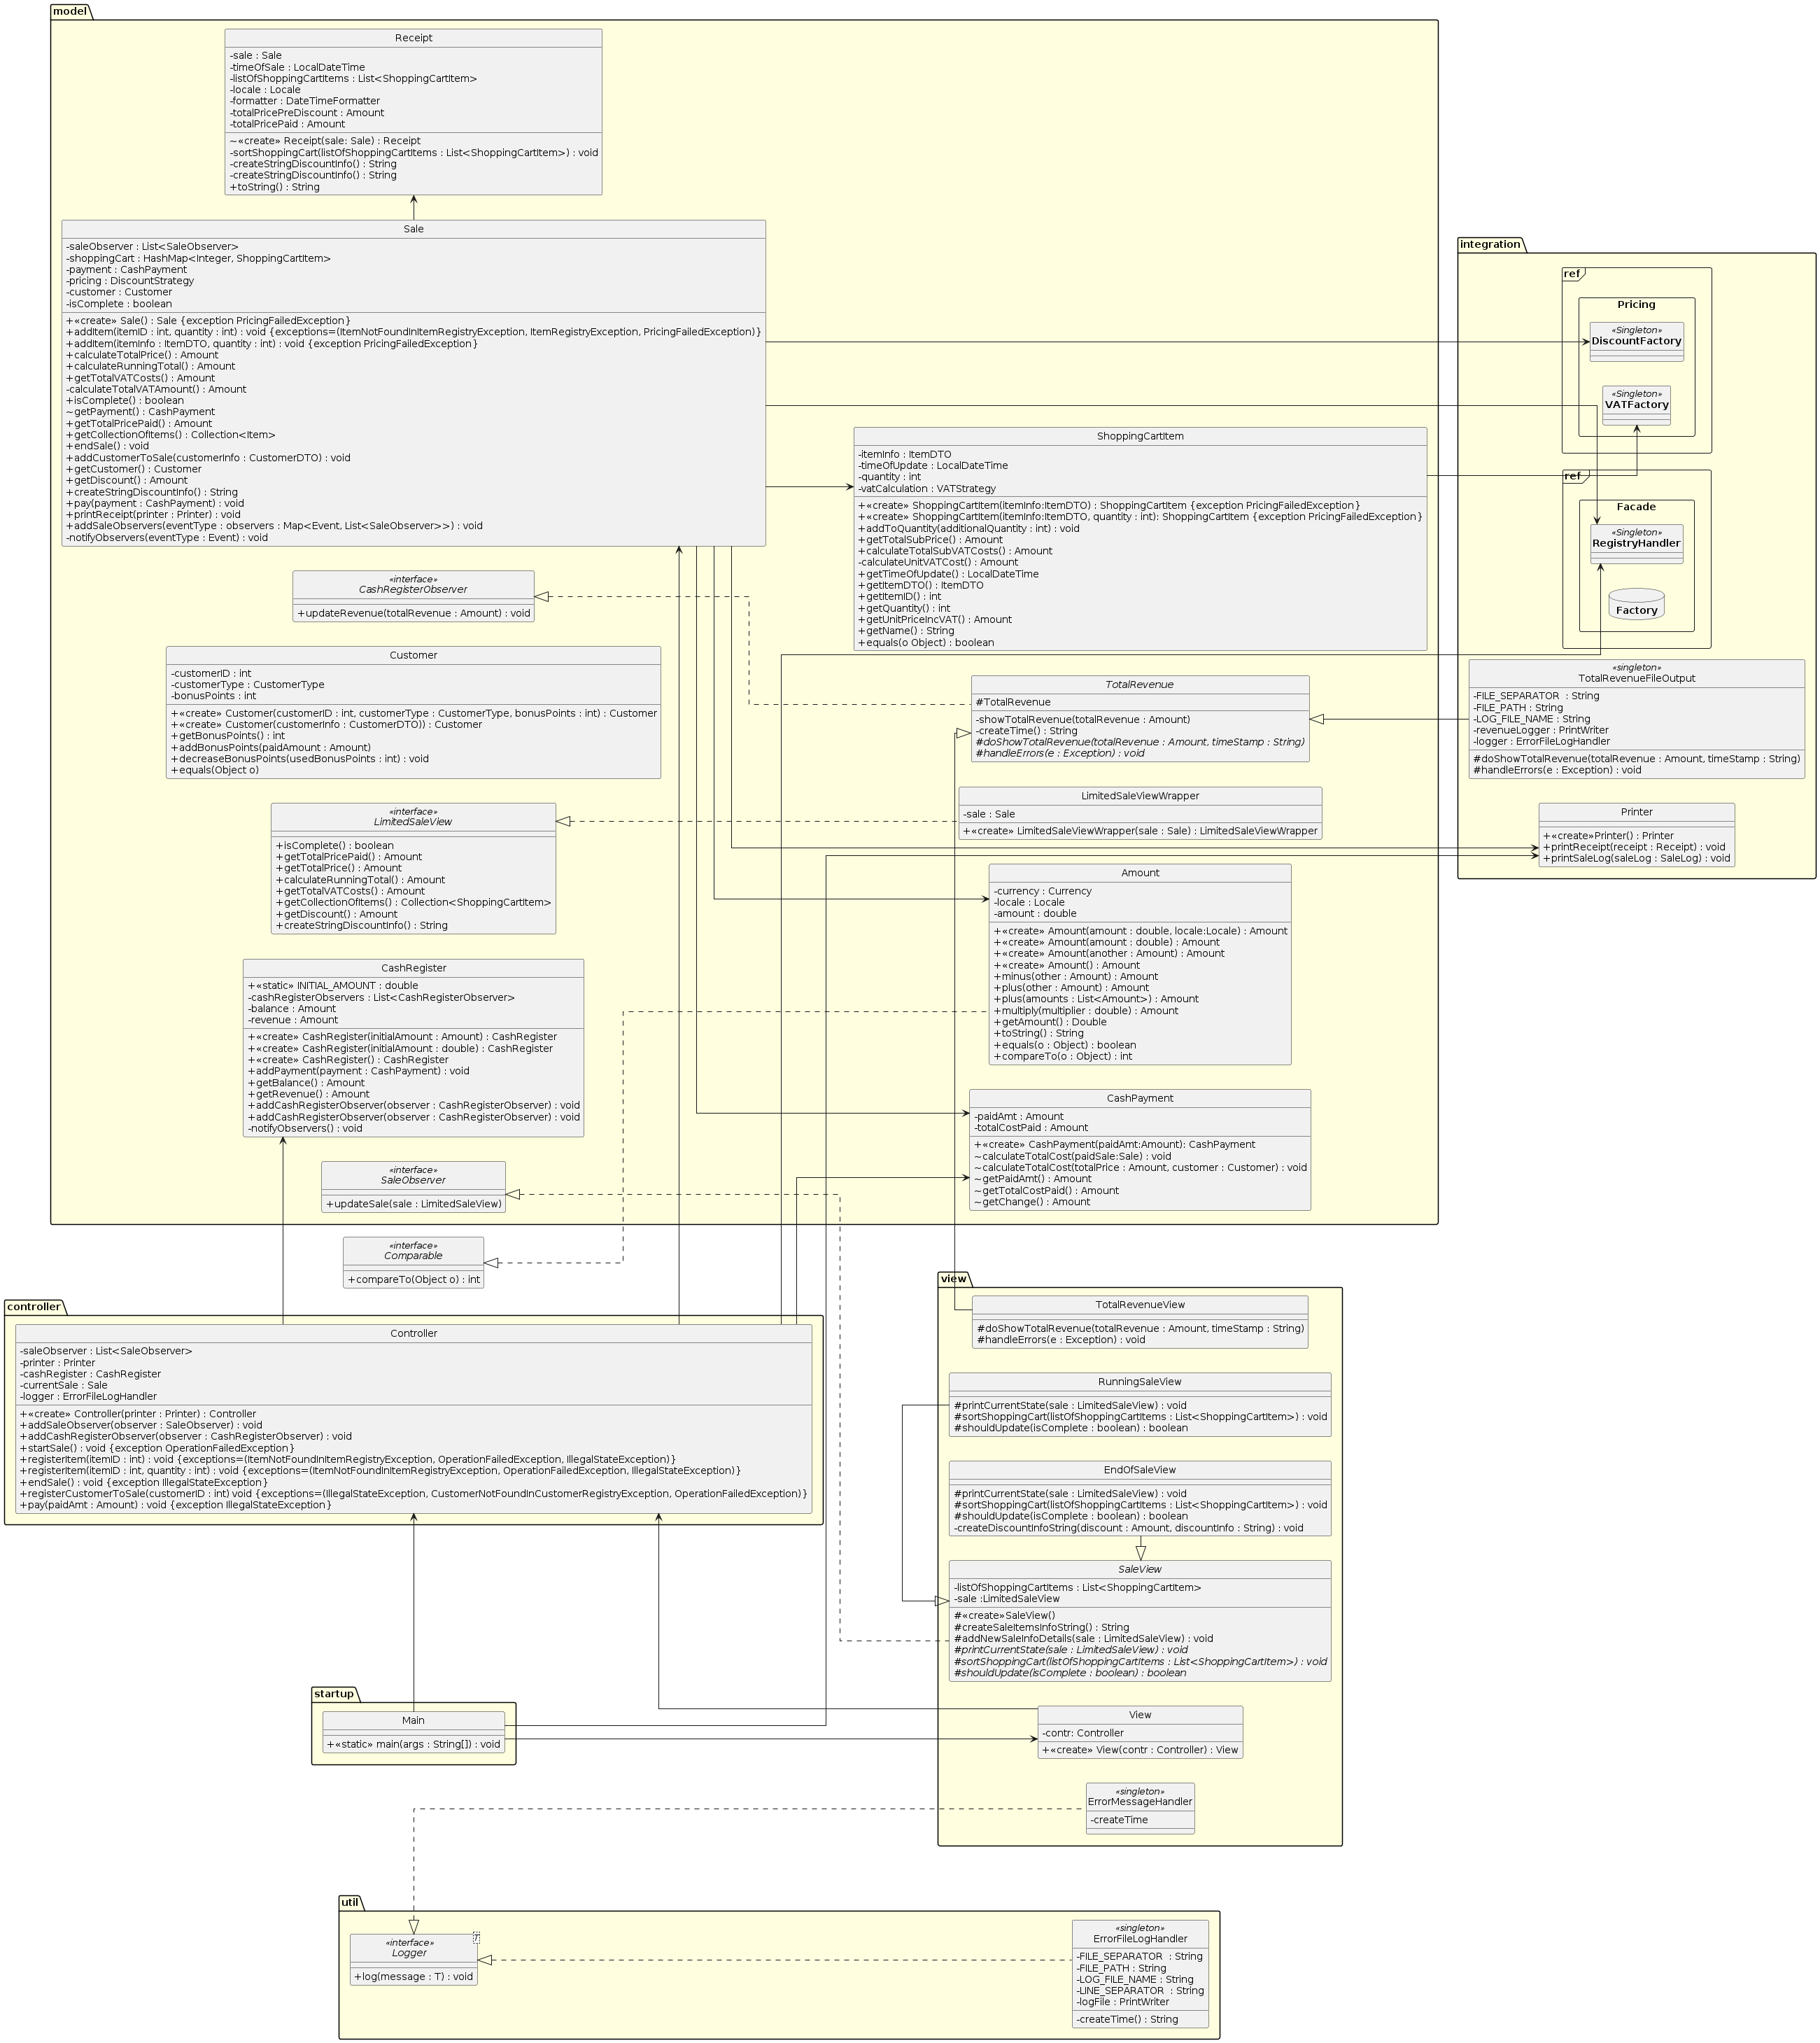 model
Receipt
-sale : Sale
-timeOfSale : LocalDateTime
-listOfShoppingCartItems : List<ShoppingCartItem>
-locale : Locale
-formatter : DateTimeFormatter
-totalPricePreDiscount : Amount
-totalPricePaid : Amount
~«create» Receipt(sale: Sale) : Receipt
-sortShoppingCart(listOfShoppingCartItems : List<ShoppingCartItem>) : void
-createStringDiscountInfo() : String
-createStringDiscountInfo() : String
+toString() : String
Sale
-saleObserver : List<SaleObserver>
-shoppingCart : HashMap<Integer, ShoppingCartItem>
-payment : CashPayment
-pricing : DiscountStrategy
-customer : Customer
-isComplete : boolean
+«create» Sale() : Sale {exception PricingFailedException}
+addItem(itemID : int, quantity : int) : void {exceptions=(ItemNotFoundInItemRegistryException, ItemRegistryException, PricingFailedException)}
+addItem(itemInfo : ItemDTO, quantity : int) : void {exception PricingFailedException}
+calculateTotalPrice() : Amount
+calculateRunningTotal() : Amount
+getTotalVATCosts() : Amount
-calculateTotalVATAmount() : Amount
+isComplete() : boolean
~getPayment() : CashPayment
+getTotalPricePaid() : Amount
+getCollectionOfItems() : Collection<Item>
+endSale() : void
+addCustomerToSale(customerInfo : CustomerDTO) : void
+getCustomer() : Customer
+getDiscount() : Amount
+createStringDiscountInfo() : String
+pay(payment : CashPayment) : void
+printReceipt(printer : Printer) : void
+addSaleObservers(eventType : observers : Map<Event, List<SaleObserver>>) : void
-notifyObservers(eventType : Event) : void
ShoppingCartItem
-itemInfo : ItemDTO
-timeOfUpdate : LocalDateTime
-quantity : int
-vatCalculation : VATStrategy
+«create» ShoppingCartItem(itemInfo:ItemDTO) : ShoppingCartItem {exception PricingFailedException}
+«create» ShoppingCartItem(itemInfo:ItemDTO, quantity : int): ShoppingCartItem {exception PricingFailedException}
+addToQuantity(additionalQuantity : int) : void
+getTotalSubPrice() : Amount
+calculateTotalSubVATCosts() : Amount
-calculateUnitVATCost() : Amount
+getTimeOfUpdate() : LocalDateTime
+getItemDTO() : ItemDTO
+getItemID() : int
+getQuantity() : int
+getUnitPriceIncVAT() : Amount
+getName() : String
+equals(o Object) : boolean
«interface»
CashRegisterObserver
+updateRevenue(totalRevenue : Amount) : void
Customer
-customerID : int
-customerType : CustomerType
-bonusPoints : int
+«create» Customer(customerID : int, customerType : CustomerType, bonusPoints : int) : Customer
+«create» Customer(customerInfo : CustomerDTO)) : Customer
+getBonusPoints() : int
+addBonusPoints(paidAmount : Amount)
+decreaseBonusPoints(usedBonusPoints : int) : void
+equals(Object o)
TotalRevenue
#TotalRevenue
-showTotalRevenue(totalRevenue : Amount)
-createTime() : String
#doShowTotalRevenue(totalRevenue : Amount, timeStamp : String)
#handleErrors(e : Exception) : void
«interface»
LimitedSaleView
+isComplete() : boolean
+getTotalPricePaid() : Amount
+getTotalPrice() : Amount
+calculateRunningTotal() : Amount
+getTotalVATCosts() : Amount
+getCollectionOfItems() : Collection<ShoppingCartItem>
+getDiscount() : Amount
+createStringDiscountInfo() : String
LimitedSaleViewWrapper
-sale : Sale
+«create» LimitedSaleViewWrapper(sale : Sale) : LimitedSaleViewWrapper
Amount
-currency : Currency
-locale : Locale
-amount : double
+«create» Amount(amount : double, locale:Locale) : Amount
+«create» Amount(amount : double) : Amount
+«create» Amount(another : Amount) : Amount
+«create» Amount() : Amount
+minus(other : Amount) : Amount
+plus(other : Amount) : Amount
+plus(amounts : List<Amount>) : Amount
+multiply(multiplier : double) : Amount
+getAmount() : Double
+toString() : String
+equals(o : Object) : boolean
+compareTo(o : Object) : int
CashRegister
+«static» INITIAL_AMOUNT : double
-cashRegisterObservers : List<CashRegisterObserver>
-balance : Amount
-revenue : Amount
+«create» CashRegister(initialAmount : Amount) : CashRegister
+«create» CashRegister(initialAmount : double) : CashRegister
+«create» CashRegister() : CashRegister
+addPayment(payment : CashPayment) : void
+getBalance() : Amount
+getRevenue() : Amount
+addCashRegisterObserver(observer : CashRegisterObserver) : void
+addCashRegisterObserver(observer : CashRegisterObserver) : void
-notifyObservers() : void
CashPayment
-paidAmt : Amount
-totalCostPaid : Amount
+«create» CashPayment(paidAmt:Amount): CashPayment
~calculateTotalCost(paidSale:Sale) : void
~calculateTotalCost(totalPrice : Amount, customer : Customer) : void
~getPaidAmt() : Amount
~getTotalCostPaid() : Amount
~getChange() : Amount
«interface»
SaleObserver
+updateSale(sale : LimitedSaleView)
integration
ref
Pricing
«Singleton»
DiscountFactory
«Singleton»
VATFactory
ref
Facade
«Singleton»
RegistryHandler
Factory
«singleton»
TotalRevenueFileOutput
-FILE_SEPARATOR : String
-FILE_PATH : String
-LOG_FILE_NAME : String
-revenueLogger : PrintWriter
-logger : ErrorFileLogHandler
#doShowTotalRevenue(totalRevenue : Amount, timeStamp : String)
#handleErrors(e : Exception) : void
Printer
+«create»Printer() : Printer
+printReceipt(receipt : Receipt) : void
+printSaleLog(saleLog : SaleLog) : void
«interface»
Comparable
+compareTo(Object o) : int
controller
Controller
-saleObserver : List<SaleObserver>
-printer : Printer
-cashRegister : CashRegister
-currentSale : Sale
-logger : ErrorFileLogHandler
+«create» Controller(printer : Printer) : Controller
+addSaleObserver(observer : SaleObserver) : void
+addCashRegisterObserver(observer : CashRegisterObserver) : void
+startSale() : void {exception OperationFailedException}
+registerItem(itemID : int) : void {exceptions=(ItemNotFoundInItemRegistryException, OperationFailedException, IllegalStateException)}
+registerItem(itemID : int, quantity : int) : void {exceptions=(ItemNotFoundInItemRegistryException, OperationFailedException, IllegalStateException)}
+endSale() : void {exception IllegalStateException}
+registerCustomerToSale(customerID : int) void {exceptions=(IllegalStateException, CustomerNotFoundInCustomerRegistryException, OperationFailedException)}
+pay(paidAmt : Amount) : void {exception IllegalStateException}
view
TotalRevenueView
#doShowTotalRevenue(totalRevenue : Amount, timeStamp : String)
#handleErrors(e : Exception) : void
RunningSaleView
#printCurrentState(sale : LimitedSaleView) : void
#sortShoppingCart(listOfShoppingCartItems : List<ShoppingCartItem>) : void
#shouldUpdate(isComplete : boolean) : boolean
EndOfSaleView
#printCurrentState(sale : LimitedSaleView) : void
#sortShoppingCart(listOfShoppingCartItems : List<ShoppingCartItem>) : void
#shouldUpdate(isComplete : boolean) : boolean
-createDiscountInfoString(discount : Amount, discountInfo : String) : void
SaleView
-listOfShoppingCartItems : List<ShoppingCartItem>
-sale :LimitedSaleView
#«create»SaleView()
#createSaleItemsInfoString() : String
#addNewSaleInfoDetails(sale : LimitedSaleView) : void
#printCurrentState(sale : LimitedSaleView) : void
#sortShoppingCart(listOfShoppingCartItems : List<ShoppingCartItem>) : void
#shouldUpdate(isComplete : boolean) : boolean
View
-contr: Controller
+«create» View(contr : Controller) : View
«singleton»
ErrorMessageHandler
-createTime
startup
Main
+«static» main(args : String[]) : void
util
«interface»
Logger
T
+log(message : T) : void
«singleton»
ErrorFileLogHandler
-FILE_SEPARATOR : String
-FILE_PATH : String
-LOG_FILE_NAME : String
-LINE_SEPARATOR : String
-logFile : PrintWriter
-createTime() : String